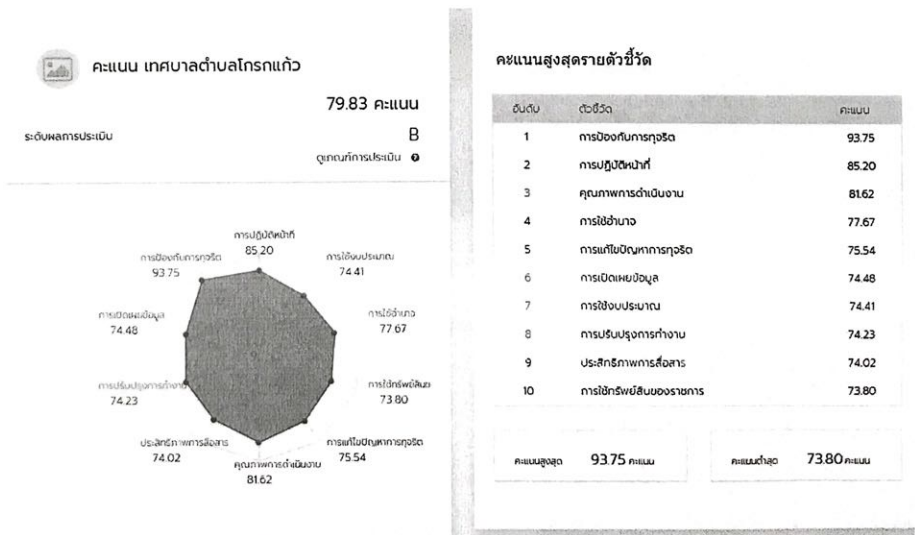 คะแนน เทศบาลตำบลโกรกแก้ว
79.83 คะแนน
ระดับผลการประเมิน
B
ดูเกณฑ์การประเมิน
การปฏิบัติหน้าที่
85.20
การใช้งบประมาณ
74.41
การใช้อำนาจ
77.67
การใช้ทรัพย์สินข
73.80
การแก้ไขปัญหาการทุจริต
75.54
คุณภาพการดำเนินงาน
81.62
ประสิทธิภาพการสื่อสาร
74.02
การปรับปรุงการทำงาน
74.23
การเปิดเผยข้อมูล
74.48
การป้องกันการทุจริต
93.75
คะแนนสูงสุดรายตัวชี้วัด
อันดับ ตัวชี้วัด คะแนน
1 การป้องกันการทุจริต 93.75
2 การปฏิบัติหน้าที่ 85.20
3 คุณภาพการดำเนินงาน 81.62
4 การใช้อำนาจ 77.67
5 การแก้ไขปัญหาการทุจริต 75.54
6 การเปิดเผยข้อมูล 74.48
7 การใช้งบประมาณ 74.41
8 การปรับปรุงการทำงาน 74.23
9 ประสิทธิภาพการสื่อสาร 74.02
10 การใช้ทรัพย์สินของราชการ 73.80
คะแนนสูงสุด 93.75 คะแนน
คะแนนต่ำสุด 73.80 คะแนน